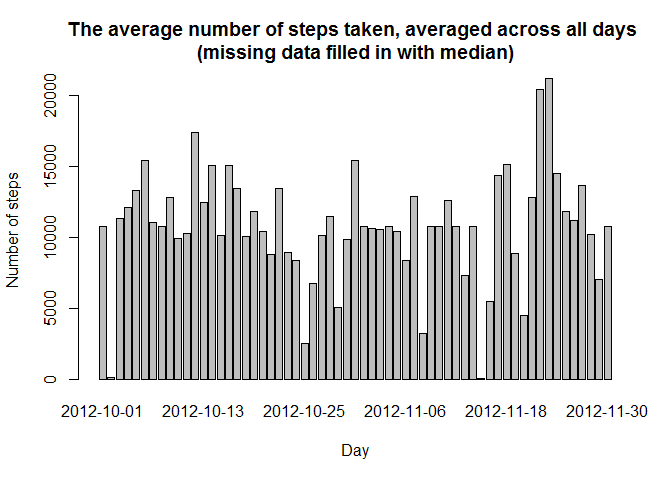 The average number of steps taken, averaged across all days
(missing data filled in with median)
Number of steps
20000
15000
10000
5000
0
2012-10-01 2012-10-13 2012-10-25 2012-11-06 2012-11-18 2012-11-30
Day